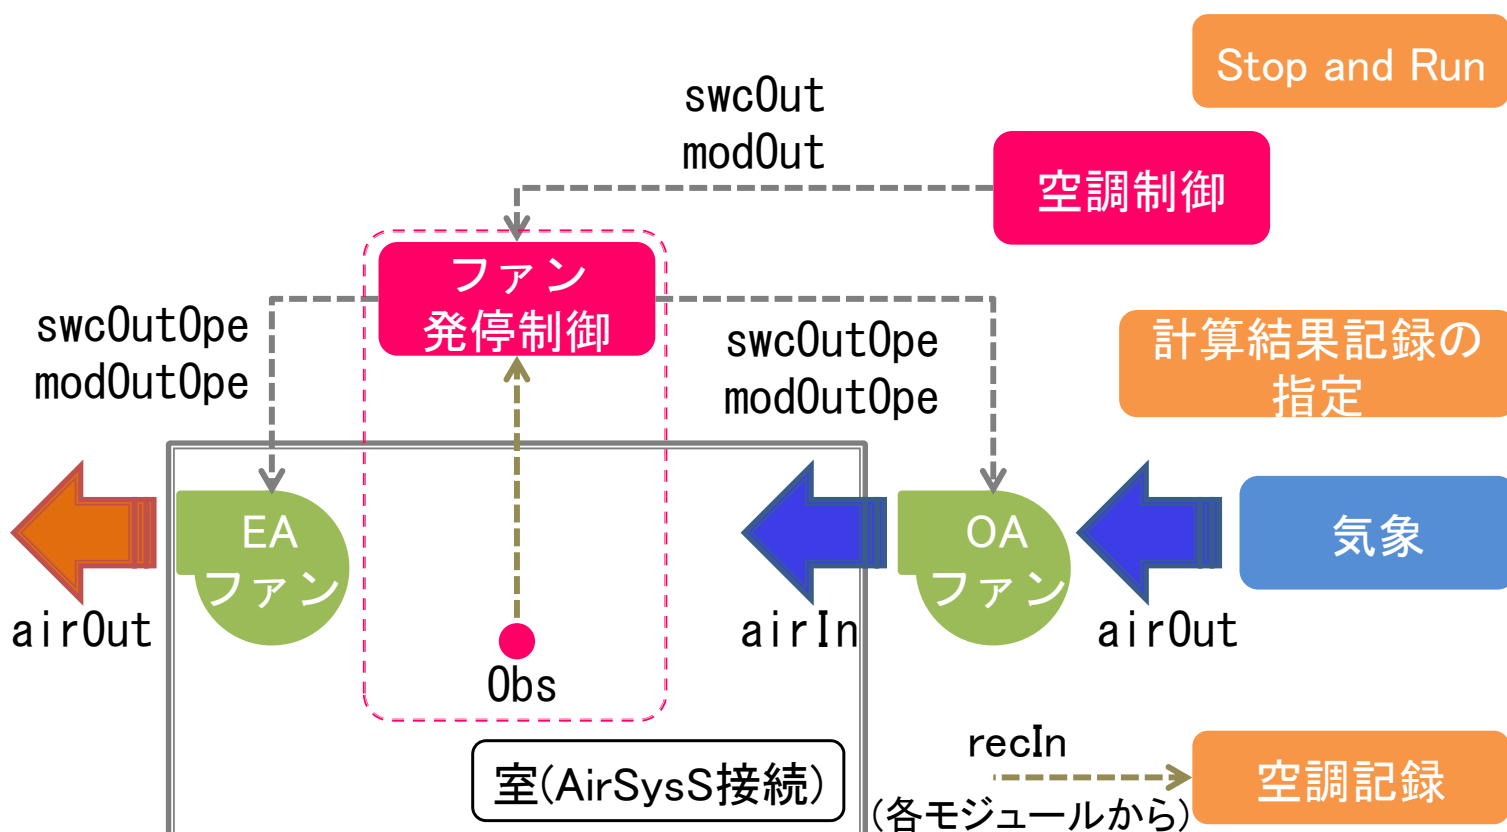 Stop and Run
swcOut
modOut
空調制御
ファン
発停制御
swcOutOpe
modOutOpe
swcOutOpe
modOutOpe
計算結果記録の
指定
EA
ファン
OA
ファン
気象
airOut
airIn
airOut
Obs
室(AirSysS接続)
recIn
(各モジュールから)
空調記録